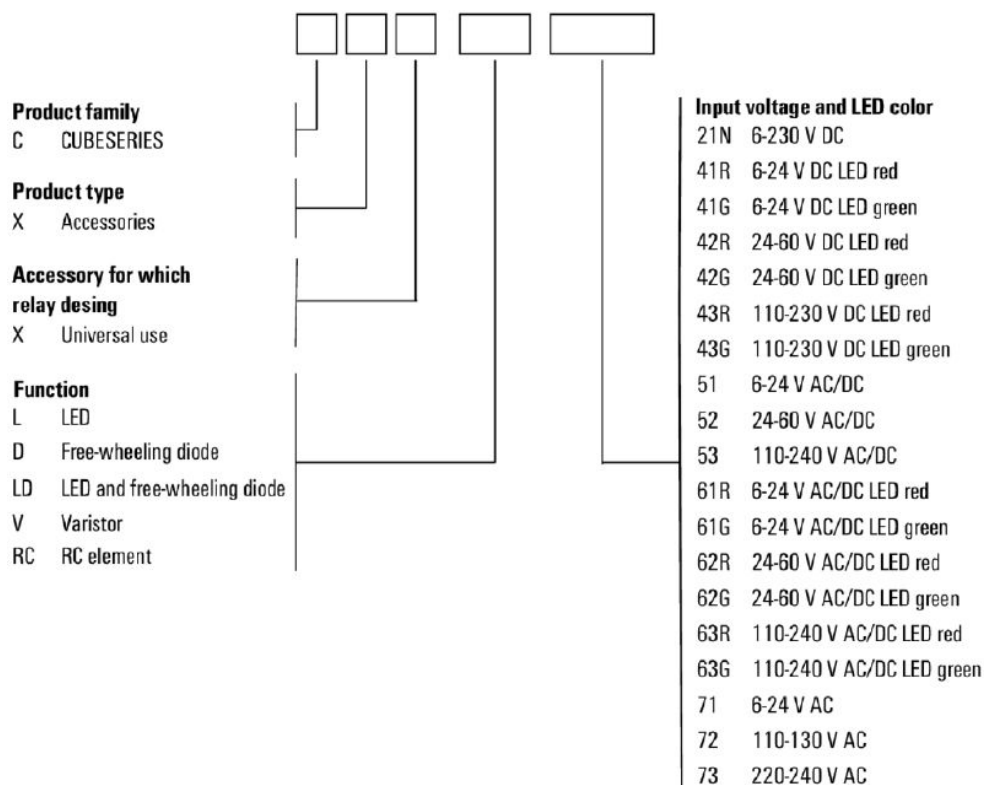 Product family
C CUBESERIES
Product type
X Accessories
Accessory for which
relay desing
X Universal use
Function
L LED
D Free-wheeling diode
LD LED and free-wheeling diode
V Varistor
RC RC element
Input voltage and LED color
21N 6-230 V DC
41R 6-24 V DC LED red
41G 6-24 V DC LED green
42R 24-60 V DC LED red
42G 24-60 V DC LED green
43R 110-230 V DC LED red
43G 110-230 V DC LED green
51 6-24 V AC/DC
52 24-60 V AC/DC
53 110-240 V AC/DC
61R 6-24 V AC/DC LED red
61G 6-24 V AC/DC LED green
62R 24-60 V AC/DC LED red
62G 24-60 V AC/DC LED green
63R 110-240 V AC/DC LED red
63G 110-240 V AC/DC LED green
71 6-24 V AC
72 110-130 V AC
73 220-240 V AC